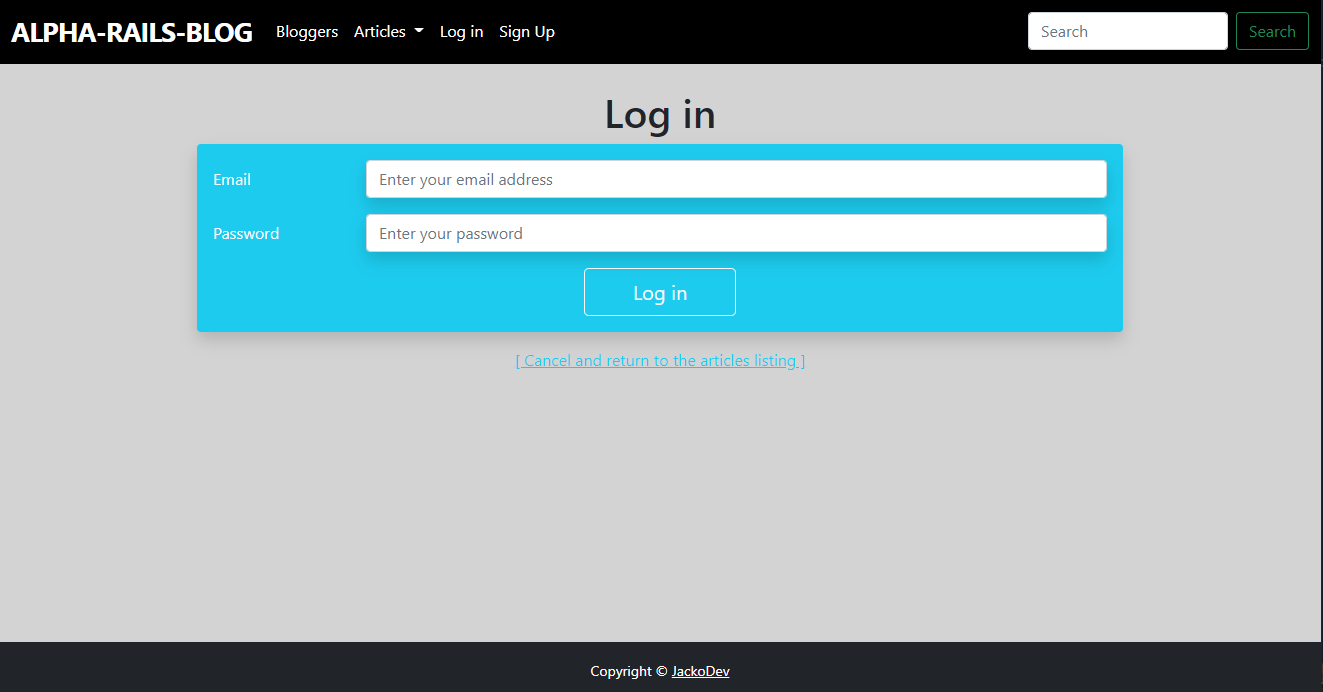 ALPHA-RAILS-BLOG Bloggers Articles Log in Sign Up Search Search
Log in
Email Enter your email address
Password Enter your password
Log in
[ Cancel and return to the articles listing ]
Copyright © JackoDev